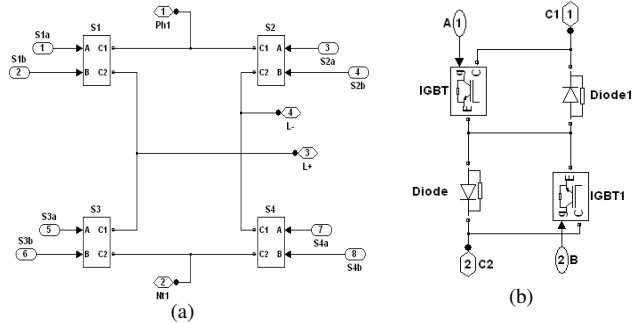 1
Ph1
S1
S2
S1a
1
A
C1
C1
A
3
S2a
S1b
2
B
C2
C2
B
4
S2b
4
L-
3
L+
S3
S4
S3a
5
A
C1
C1
A
7
S4a
S3b
6
B
C2
C2
B
8
S4b
2
Nt1
(a)
A 1
C1 1
g C
E
IGBT
Diode1
Diode
E
g C
IGBT1
2 C2
2 B
(b)